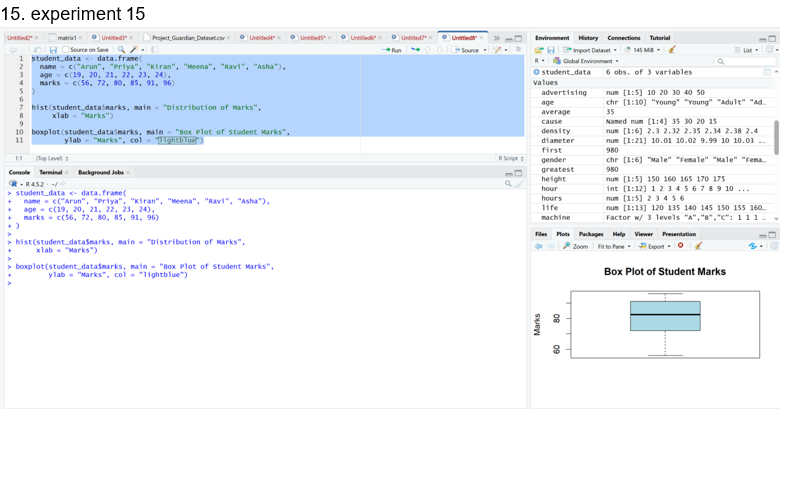 15. experiment 15
Untitled2* × matrix1 × Untitled3* × Project_Guardian_Dataset.csv × Untitled4* × Untitled5* × Untitled6* × Untitled7* × Untitled8* × »
Source on Save Run Source
1 student_data <- data.frame(
2 name = c("Arun", "Priya", "Kiran", "Meena", "Ravi", "Asha"),
3 age = c(19, 20, 21, 22, 23, 24),
4 marks = c(56, 72, 80, 85, 91, 96)
5 )
6
7 hist(student_data$marks, main = "Distribution of Marks",
8 xlab = "Marks")
9
10 boxplot(student_data$marks, main = "Box Plot of Student Marks",
11 ylab = "Marks", col = "lightblue")
1:1 (Top Level) R Script
Console Terminal × Background Jobs ×
R - R 4.5.2 · ~/
> student_data <- data.frame(
+ name = c("Arun", "Priya", "Kiran", "Meena", "Ravi", "Asha"),
+ age = c(19, 20, 21, 22, 23, 24),
+ marks = c(56, 72, 80, 85, 91, 96)
+ )
>
> hist(student_data$marks, main = "Distribution of Marks",
+ xlab = "Marks")
>
> boxplot(student_data$marks, main = "Box Plot of Student Marks",
+ ylab = "Marks", col = "lightblue")
>
Environment History Connections Tutorial
Import Dataset 145 MiB List
R Global Environment
student_data 6 obs. of 3 variables
Values
advertising num [1:5] 10 20 30 40 50
age chr [1:10] "Young" "Young" "Adult" "Ad…
average 35
cause Named num [1:4] 35 30 20 15
density num [1:6] 2.3 2.32 2.35 2.34 2.38 2.4
diameter num [1:21] 10.01 10.02 9.99 10 10.03 ...
first 980
gender chr [1:6] "Male" "Female" "Male" "Fema…
greatest 980
height num [1:5] 150 160 165 170 175
hour int [1:12] 1 2 3 4 5 6 7 8 9 10 ...
hours num [1:5] 2 3 4 5 6
life num [1:13] 120 135 140 145 150 155 160…
machine Factor w/ 3 levels "A","B","C": 1 1 1 …
Files Plots Packages Help Viewer Presentation
Zoom Fit to Pane Export
Box Plot of Student Marks
Marks
80
60